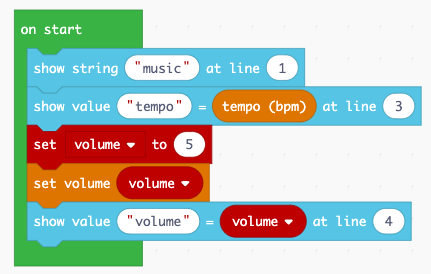 on start
show string "music" at line 1
show value "tempo" = tempo (bpm) at line 3
set volume to 5
set volume volume
show value "volume" = volume at line 4